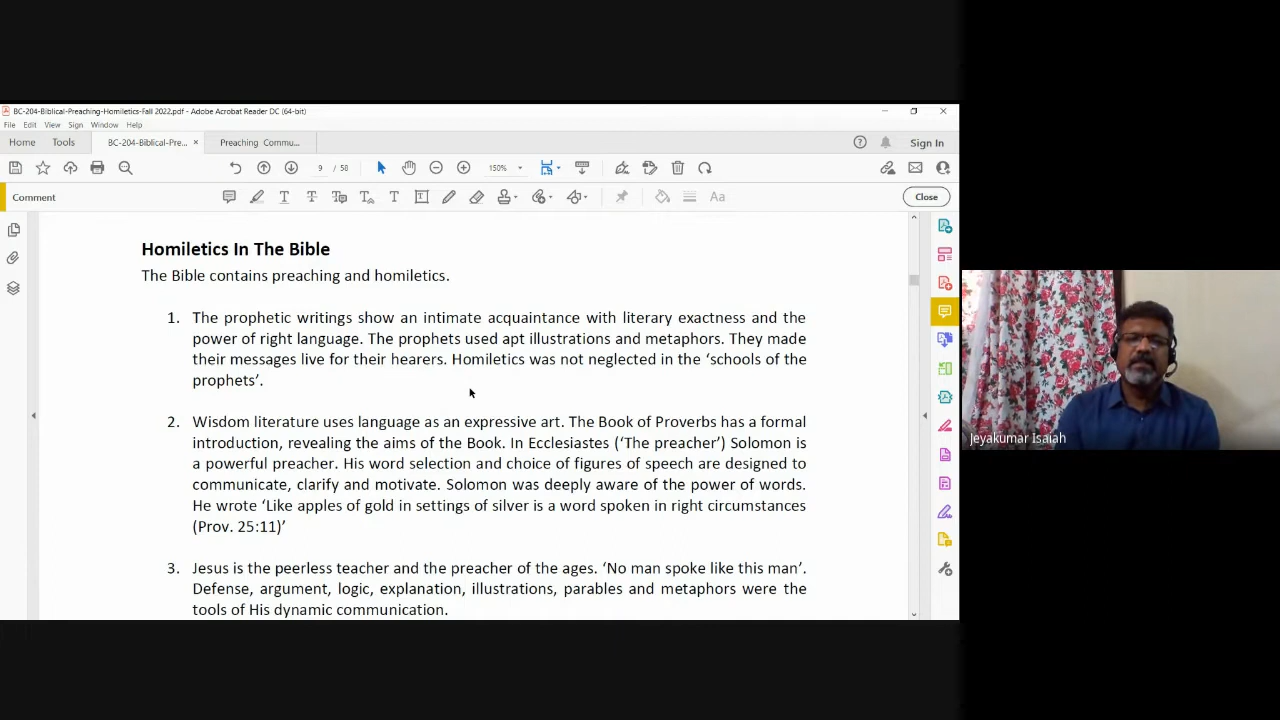 BC-204-Biblical-Preaching-Homiletics-Fall 2022.pdf - Adobe Acrobat Reader DC (64-bit)
File Edit View Sign Window Help
Home Tools BC-204-Biblical-Pre... × Preaching Commu... Sign In
9 / 58 150%
Comment Close
Homiletics In The Bible
The Bible contains preaching and homiletics.
1. The prophetic writings show an intimate acquaintance with literary exactness and the
power of right language. The prophets used apt illustrations and metaphors. They made
their messages live for their hearers. Homiletics was not neglected in the ‘schools of the
prophets’.
2. Wisdom literature uses language as an expressive art. The Book of Proverbs has a formal
introduction, revealing the aims of the Book. In Ecclesiastes (‘The preacher’) Solomon is
a powerful preacher. His word selection and choice of figures of speech are designed to
communicate, clarify and motivate. Solomon was deeply aware of the power of words.
He wrote ‘Like apples of gold in settings of silver is a word spoken in right circumstances
(Prov. 25:11)’
3. Jesus is the peerless teacher and the preacher of the ages. ‘No man spoke like this man’.
Defense, argument, logic, explanation, illustrations, parables and metaphors were the
tools of His dynamic communication.
Jeyakumar Isaiah